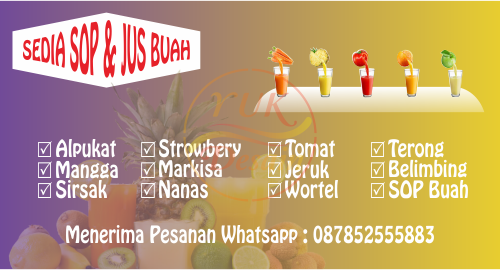 SEDIA SOP & JUS BUAH
☑ Alpukat ☑ Strowbery ☑ Tomat ☑ Terong
☑ Mangga ☑ Markisa ☑ Jeruk ☑ Belimbing
☑ Sirsak ☑ Nanas ☑ Wortel ☑ SOP Buah
Menerima Pesanan Whatsapp : 087852555883